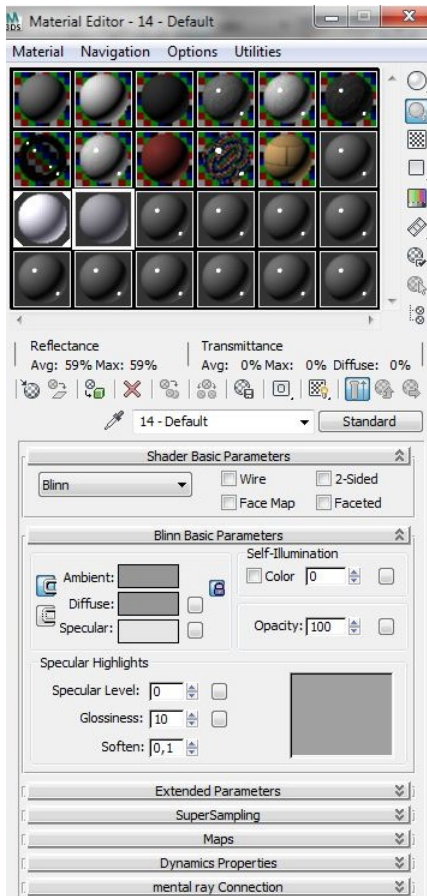 M
3DS
Material Editor - 14 - Default
Material Navigation Options Utilities
Reflectance Transmittance
Avg: 59% Max: 59% Avg: 0% Max: 0% Diffuse: 0%
14 - Default Standard
Shader Basic Parameters
Blinn Wire 2-Sided
Face Map Faceted
Blinn Basic Parameters
Self-Illumination
Ambient: Color 0
Diffuse:
Specular: Opacity: 100
Specular Highlights
Specular Level: 0
Glossiness: 10
Soften: 0,1
Extended Parameters
SuperSampling
Maps
Dynamics Properties
mental ray Connection